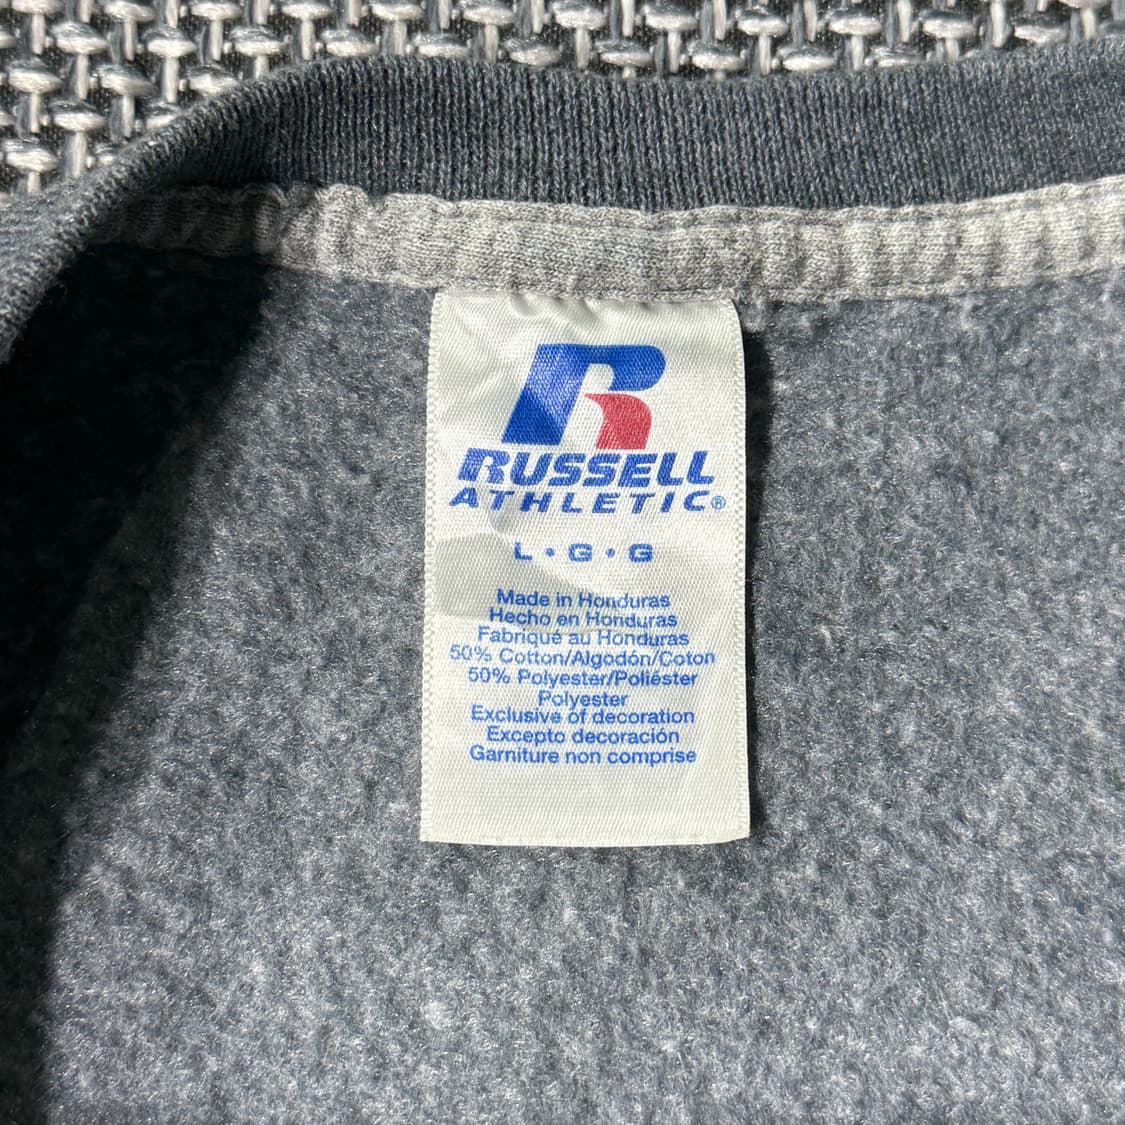 R
RUSSELL
ATHLETIC®
L • G • G
Made in Honduras
Hecho en Honduras
Fabriqué au Honduras
50% Cotton/Algodón/Coton
50% Polyester/Poliéster
Polyester
Exclusive of decoration
Excepto decoración
Garniture non comprise